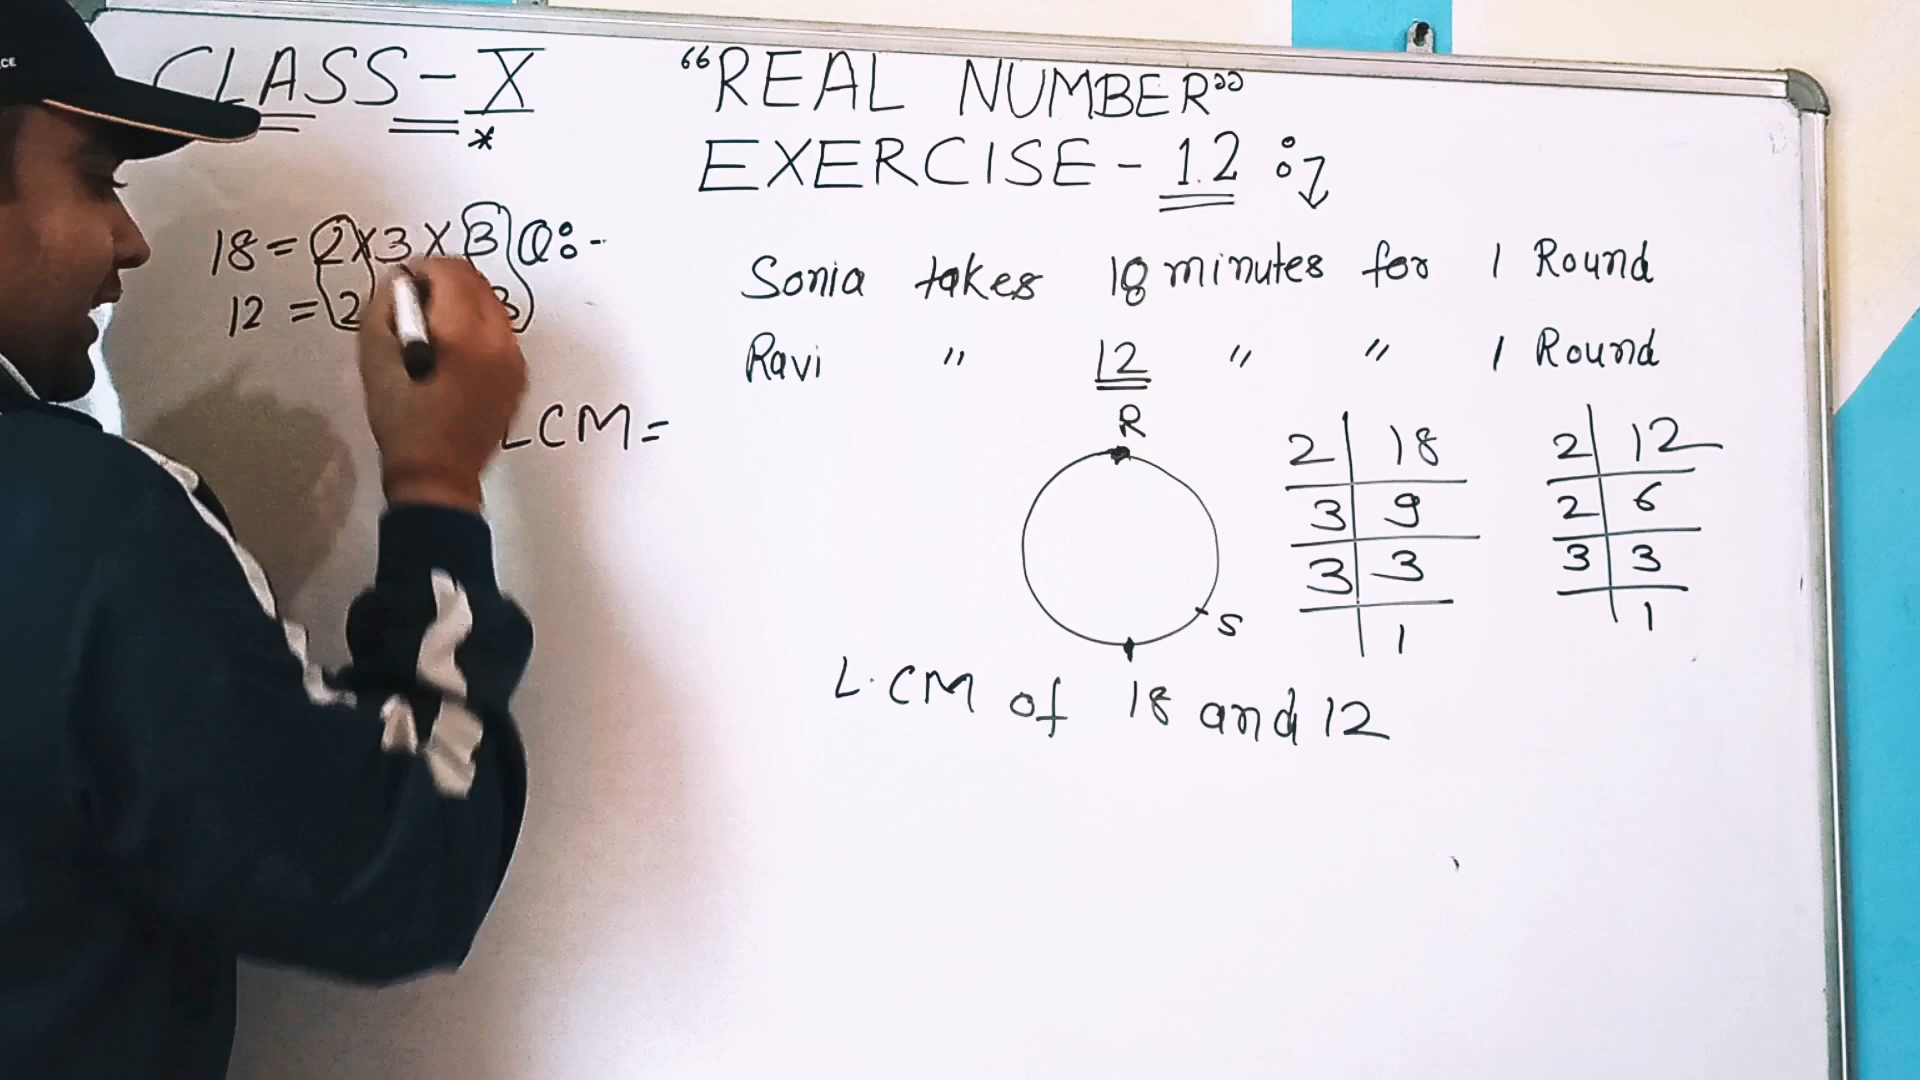 CE
CLASS-X
*
"REAL NUMBER"
EXERCISE - 1.2 :
18 = 2 x 3 x 3 Q:-
12 = 2 3
LCM =
Sonia takes 18 minutes for 1 Round
Ravi " 12 " " 1 Round
R
S
2 | 18
3 | 9
3 | 3
| 1
2 | 12
2 | 6
3 | 3
| 1
L.CM of 18 and 12